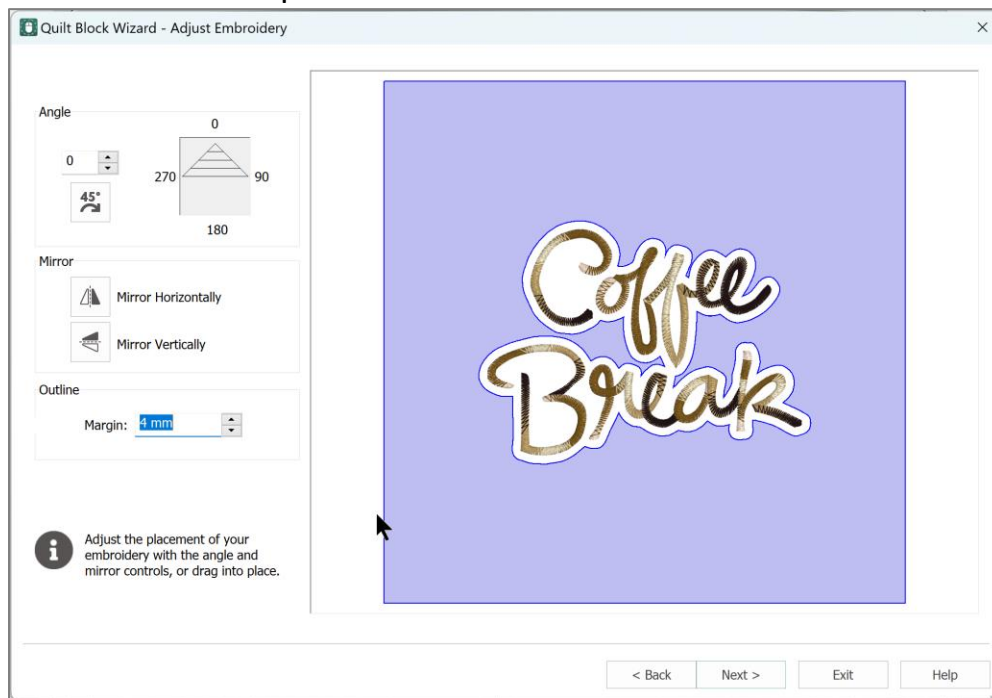 Quilt Block Wizard - Adjust Embroidery
Angle
0
0
270
90
45°
180
Mirror
Mirror Horizontally
Mirror Vertically
Outline
Margin: 4 mm
Adjust the placement of your
embroidery with the angle and
mirror controls, or drag into place.
Coffee
Break
< Back
Next >
Exit
Help